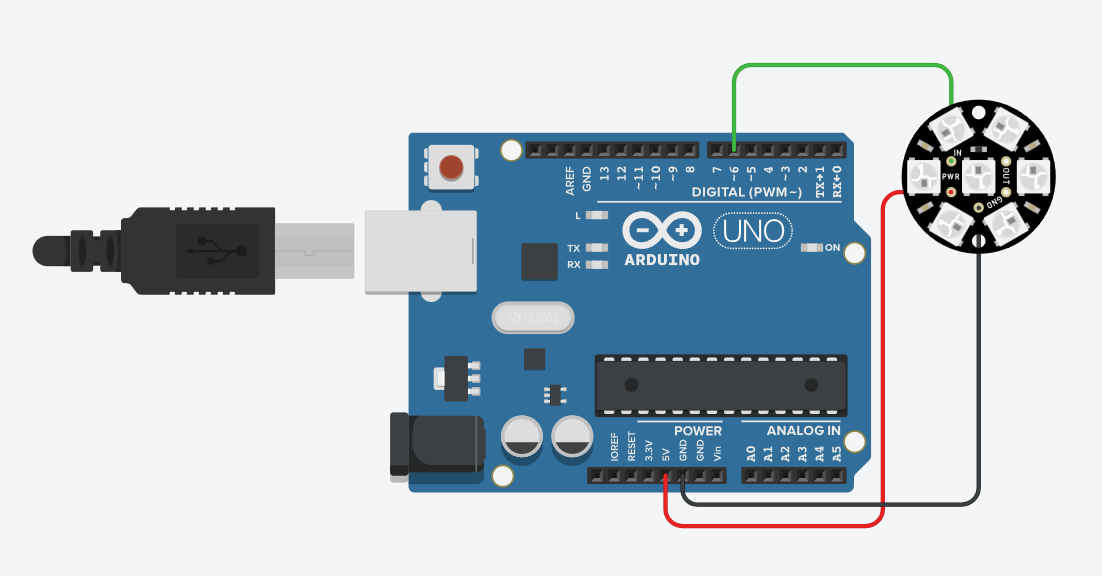 AREF
GND
13
12
~11
~10
~9
8
7
~6
~5
4
~3
2
TX→1
RX←0
DIGITAL (PWM~)
L
TX
RX
UNO
ARDUINO
ON
IN
PWR
OUT
GND
SPK16.000G
POWER
ANALOG IN
IOREF
RESET
3.3V
5V
GND
GND
Vin
A0
A1
A2
A3
A4
A5